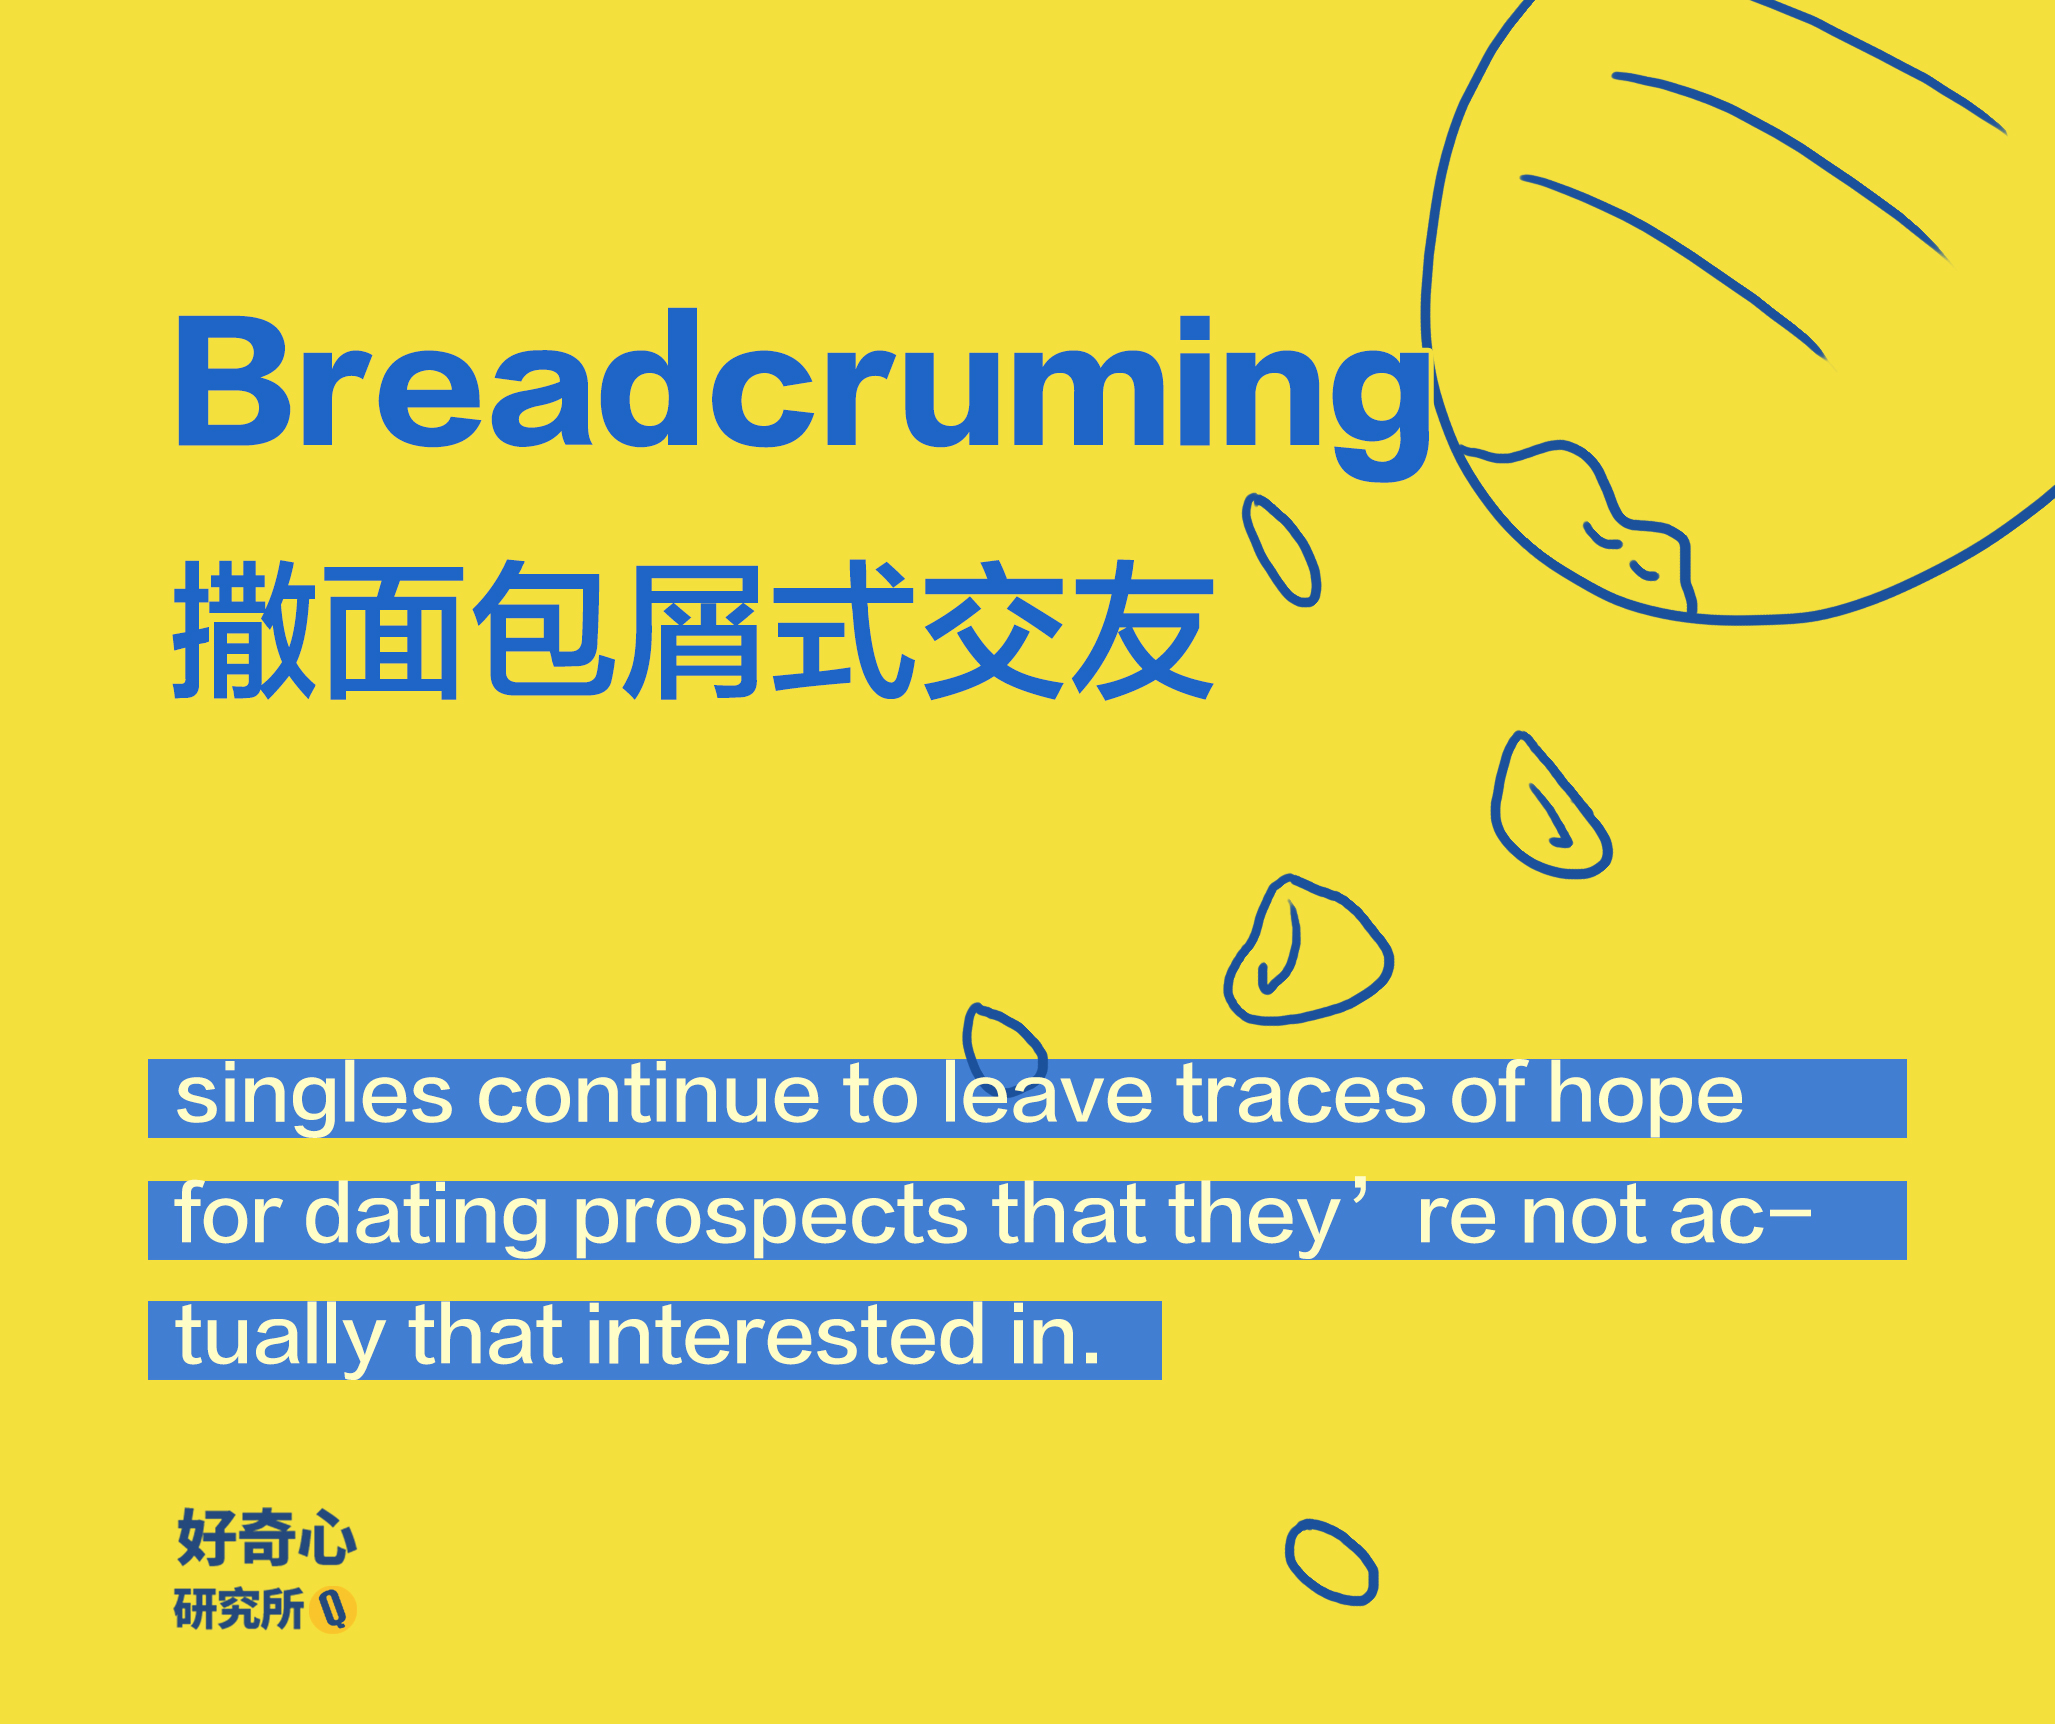 Breadcruming
撒面包屑式交友
singles continue to leave traces of hope
for dating prospects that they’re not ac-
tually that interested in.
好奇心
研究所Q